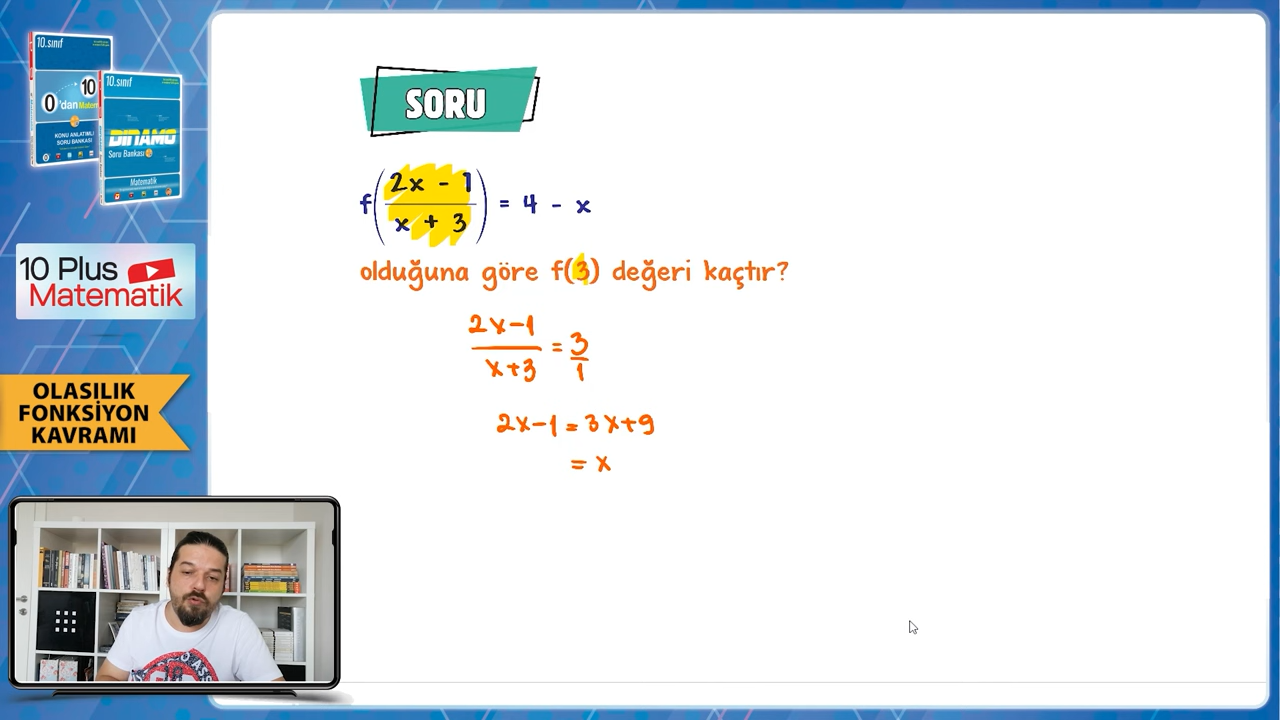 10.sınıf
0'dan 10
KONU ANLATIMLI
SORU BANKASI
10.sınıf
DİNAMO
Soru Bankası
Matematik
10 Plus
Matematik
OLASILIK
FONKSİYON
KAVRAMI
SORU
f((2x - 1)/(x + 3)) = 4 - x
olduğuna göre f(3) değeri kaçtır?
(2x-1)/(x+3) = 3/1
2x-1 = 3x+9
= x